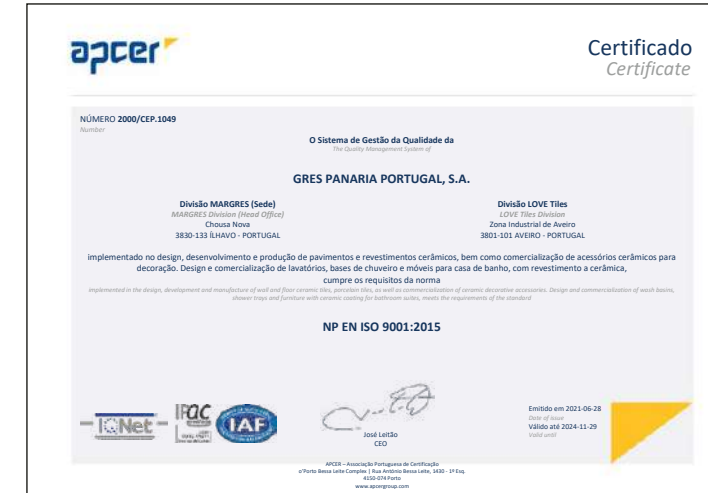 apcer
Certificado
Certificate
NÚMERO 2000/CEP.1049
Number
O Sistema de Gestão da Qualidade da
The Quality Management System of
GRES PANARIA PORTUGAL, S.A.
Divisão MARGRES (Sede)
MARGRES Division (Head Office)
Chousa Nova
3830-133 ÍLHAVO - PORTUGAL
Divisão LOVE Tiles
LOVE Tiles Division
Zona Industrial de Aveiro
3801-101 AVEIRO - PORTUGAL
implementado no design, desenvolvimento e produção de pavimentos e revestimentos cerâmicos, bem como comercialização de acessórios cerâmicos para
decoração. Design e comercialização de lavatórios, bases de chuveiro e móveis para casa de banho, com revestimento a cerâmica,
cumpre os requisitos da norma
implemented in the design, development and manufacture of wall and floor ceramic tiles, porcelain tiles, as well as commercialization of ceramic decorative accessories. Design and commercialization of wash basins,
shower trays and furniture with ceramic coating for bathroom suites, meets the requirements of the standard
NP EN ISO 9001:2015
IQNet
IPAC
IAF
José Leitão
CEO
Emitido em 2021-06-28
Date of issue
Válido até 2024-11-29
Valid until
APCER – Associação Portuguesa de Certificação
o'Porto Bessa Leite Complex | Rua António Bessa Leite, 1430 - 1º Esq.
4150-074 Porto
www.apcergroup.com